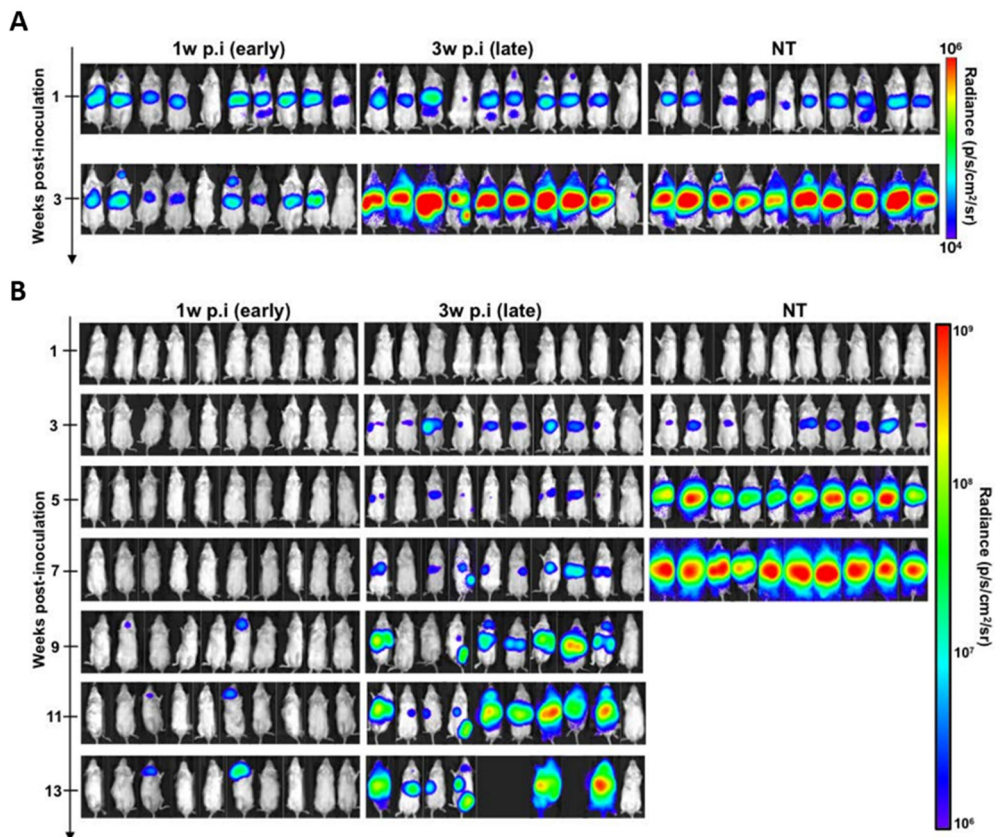 A
1w p.i (early) 3w p.i (late) NT
10⁶
1
3
Weeks post-inoculation
Radiance (p/s/cm²/sr)
10⁴
B
1w p.i (early) 3w p.i (late) NT
10⁹
1
3
5
10⁸
7
Weeks post-inoculation
Radiance (p/s/cm²/sr)
9
10⁷
11
13
10⁶